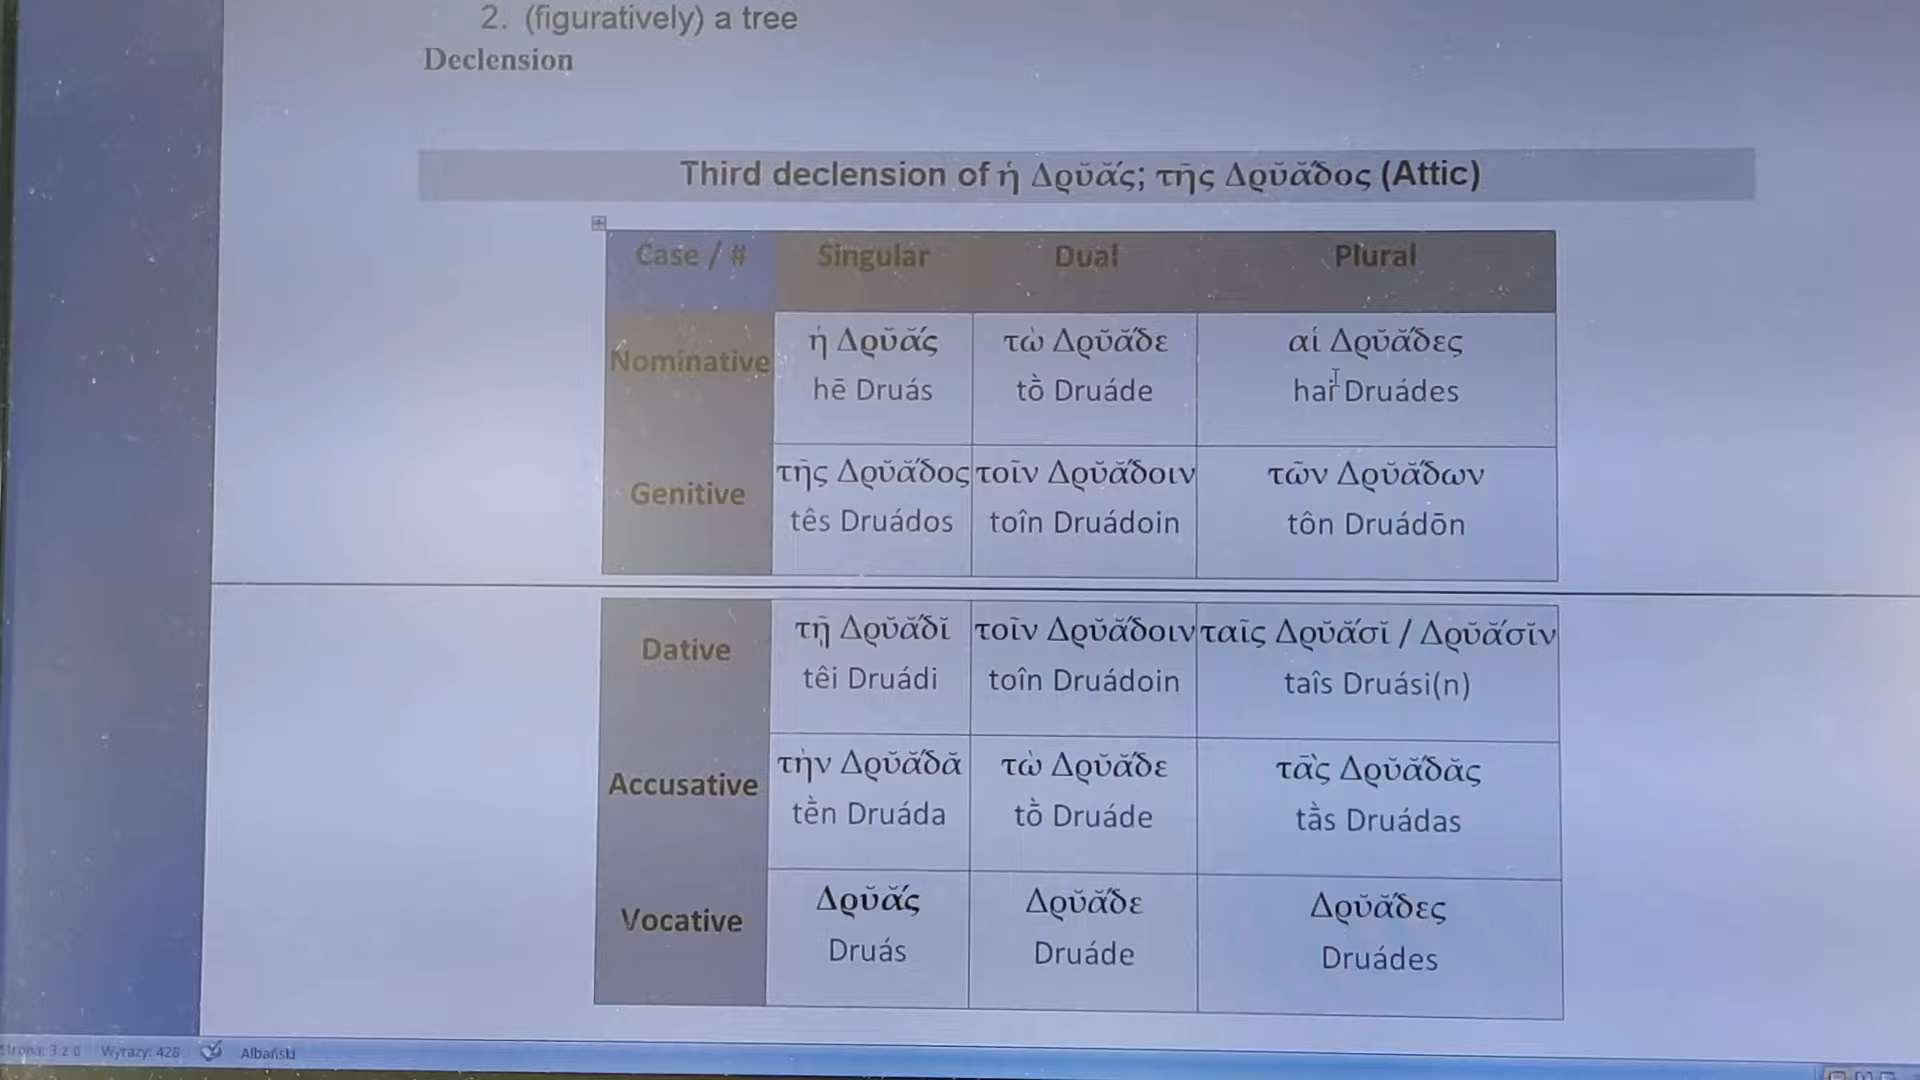 2. (figuratively) a tree
Declension
Third declension of ἡ Δρῠᾰ́ς; τῆς Δρῠᾰ́δος (Attic)
Case / # Singular Dual Plural
Nominative
ἡ Δρῠᾰ́ς τὼ Δρῠᾰ́δε αἱ Δρῠᾰ́δες
hē Druás tṑ Druáde hai Druádes
Genitive
τῆς Δρῠᾰ́δος τοῖν Δρῠᾰ́δοιν τῶν Δρῠᾰ́δων
tês Druádos toîn Druádoin tôn Druádōn
Dative
τῇ Δρῠᾰ́δῐ τοῖν Δρῠᾰ́δοιν ταῖς Δρῠᾰ́σῐ / Δρῠᾰ́σῐν
têi Druádi toîn Druádoin taîs Druási(n)
Accusative
τὴν Δρῠᾰ́δᾰ τὼ Δρῠᾰ́δε τᾱ̀ς Δρῠᾰ́δᾰς
tḕn Druáda tṑ Druáde tā̀s Druádas
Vocative
Δρῠᾰ́ς Δρῠᾰ́δε Δρῠᾰ́δες
Druás Druáde Druádes
Strona: 3 z 6 Wyrazy: 428 Albański